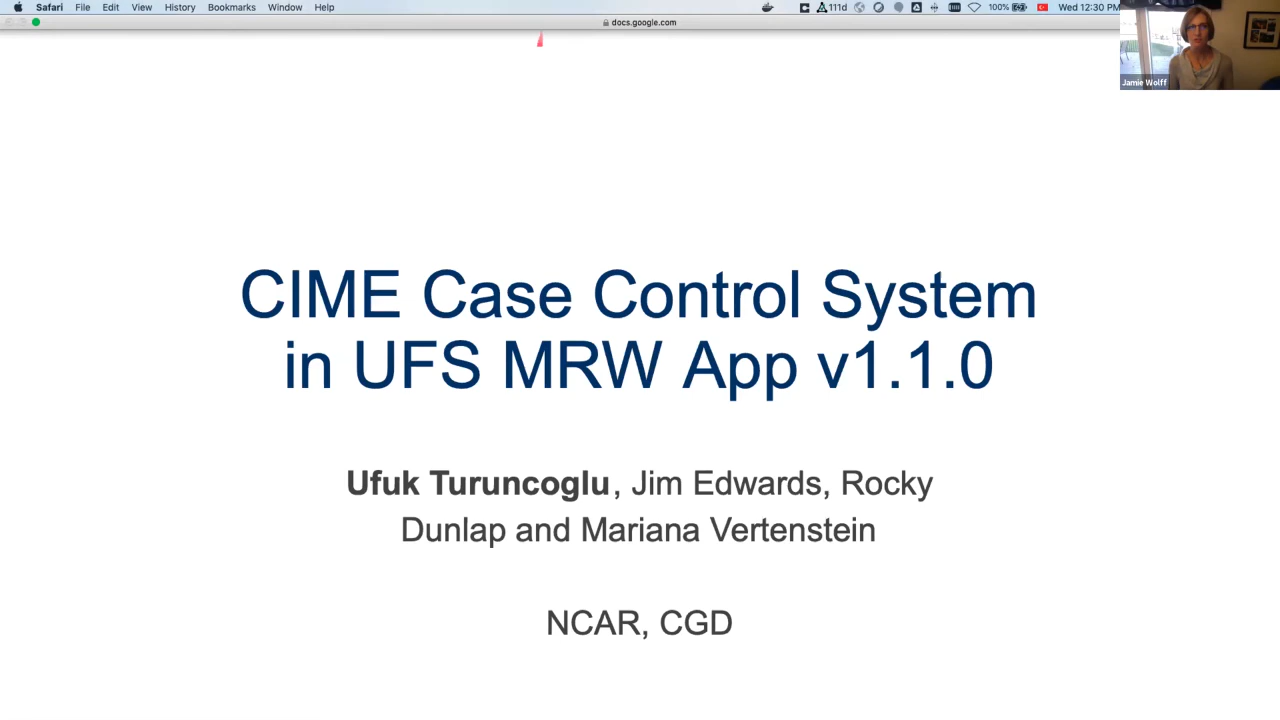 Safari File Edit View History Bookmarks Window Help 111d 100% Wed 12:30 PM
docs.google.com
Jamie Wolff
CIME Case Control System
in UFS MRW App v1.1.0
Ufuk Turuncoglu, Jim Edwards, Rocky
Dunlap and Mariana Vertenstein
NCAR, CGD